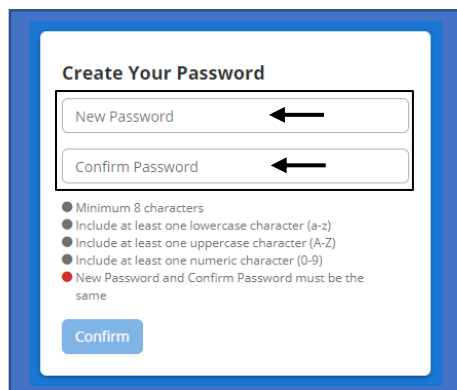 Create Your Password
New Password
Confirm Password
Minimum 8 characters
Include at least one lowercase character (a-z)
Include at least one uppercase character (A-Z)
Include at least one numeric character (0-9)
New Password and Confirm Password must be the
same
Confirm